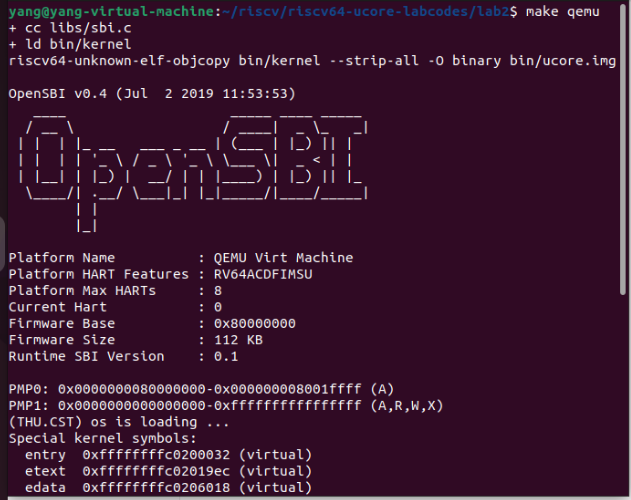 yang@yang-virtual-machine:~/riscv/riscv64-ucore-labcodes/lab2$ make qemu
+ cc libs/sbi.c
+ ld bin/kernel
riscv64-unknown-elf-objcopy bin/kernel --strip-all -O binary bin/ucore.img

OpenSBI v0.4 (Jul  2 2019 11:53:53)
   ____                    _____ ____ _____
  / __ \                  / ____|  _ \_   _|
 | |  | |_ __   ___ _ __ | (___ | |_) || |
 | |  | | '_ \ / _ \ '_ \ \___ \|  _ < | |
 | |__| | |_) |  __/ | | |____) | |_) || |_
  \____/| .__/ \___|_| |_|_____/|____/_____|
        | |
        |_|

Platform Name          : QEMU Virt Machine
Platform HART Features : RV64ACDFIMSU
Platform Max HARTs     : 8
Current Hart           : 0
Firmware Base          : 0x80000000
Firmware Size          : 112 KB
Runtime SBI Version    : 0.1

PMP0: 0x0000000080000000-0x000000008001ffff (A)
PMP1: 0x0000000000000000-0xffffffffffffffff (A,R,W,X)
(THU.CST) os is loading ...
Special kernel symbols:
  entry  0xffffffffc0200032 (virtual)
  etext  0xffffffffc02019ec (virtual)
  edata  0xffffffffc0206018 (virtual)